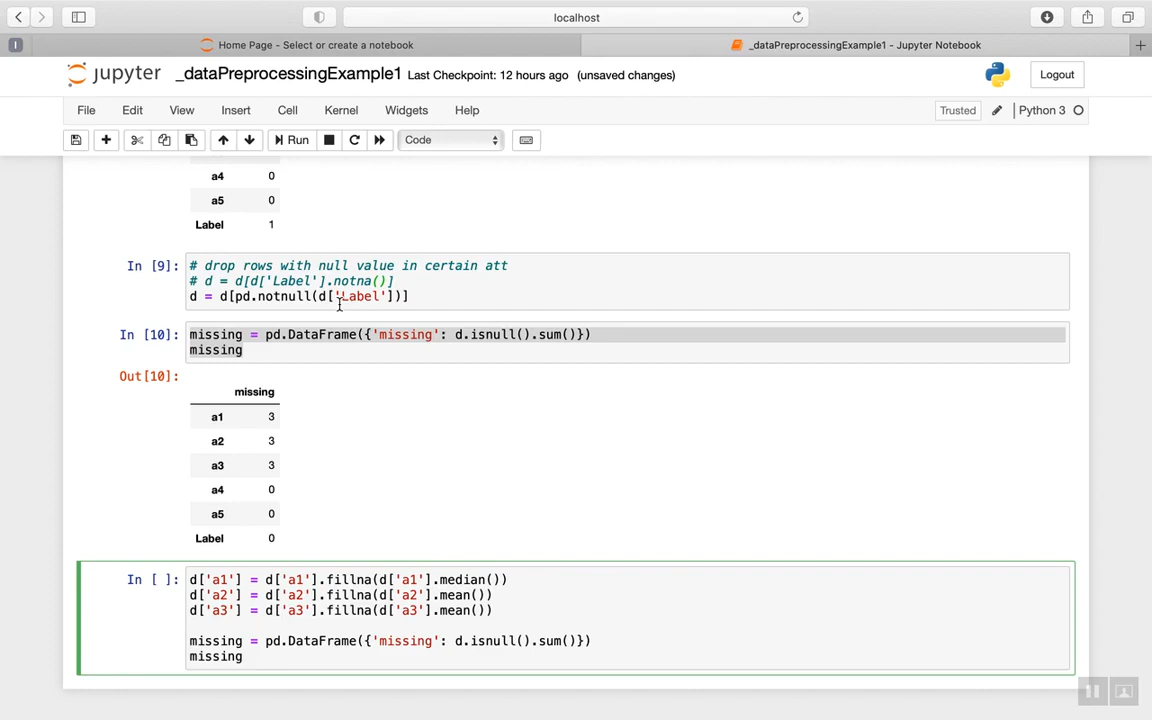 localhost
I
Home Page - Select or create a notebook
_dataPreprocessingExample1 - Jupyter Notebook
jupyter _dataPreprocessingExample1 Last Checkpoint: 12 hours ago (unsaved changes)
Logout
File Edit View Insert Cell Kernel Widgets Help
Trusted
Python 3
Run
Code
a4 0
a5 0
Label 1
In [9]: # drop rows with null value in certain att
# d = d[d['Label'].notna()]
d = d[pd.notnull(d['Label'])]
In [10]: missing = pd.DataFrame({'missing': d.isnull().sum()})
missing
Out[10]:
missing
a1 3
a2 3
a3 3
a4 0
a5 0
Label 0
In [ ]: d['a1'] = d['a1'].fillna(d['a1'].median())
d['a2'] = d['a2'].fillna(d['a2'].mean())
d['a3'] = d['a3'].fillna(d['a3'].mean())
missing = pd.DataFrame({'missing': d.isnull().sum()})
missing